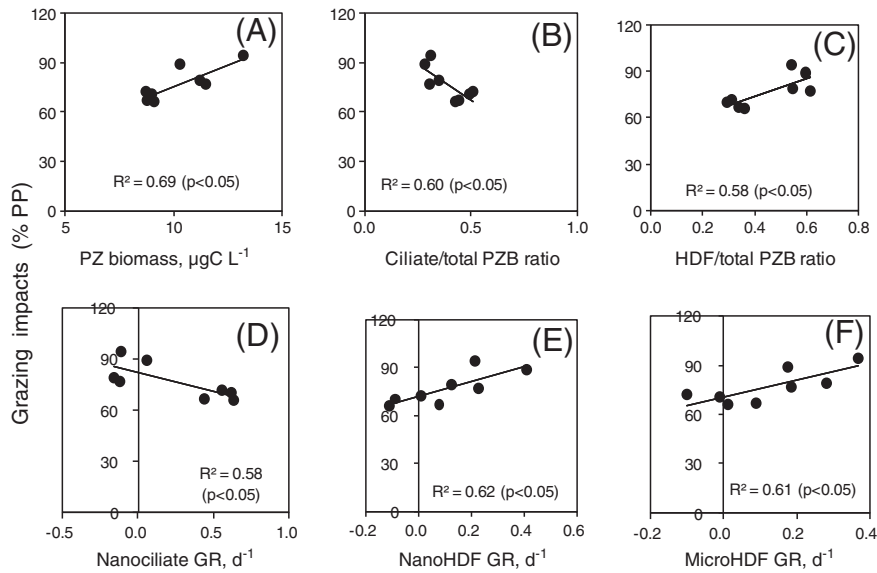 Grazing impacts (% PP)
(A)
120
90
60
30
0
R² = 0.69 (p<0.05)
5 10 15
PZ biomass, µgC L⁻¹
(B)
120
90
60
30
0
R² = 0.60 (p<0.05)
0.0 0.5 1.0
Ciliate/total PZB ratio
(C)
120
90
60
30
0
R² = 0.58 (p<0.05)
0.0 0.2 0.4 0.6 0.8
HDF/total PZB ratio
(D)
120
90
60
30
0
R² = 0.58
(p<0.05)
-0.5 0.0 0.5 1.0
Nanociliate GR, d⁻¹
(E)
120
90
60
30
0
R² = 0.62 (p<0.05)
-0.2 0.0 0.2 0.4 0.6
NanoHDF GR, d⁻¹
(F)
120
90
60
30
0
R² = 0.61 (p<0.05)
-0.2 0.0 0.2 0.4
MicroHDF GR, d⁻¹